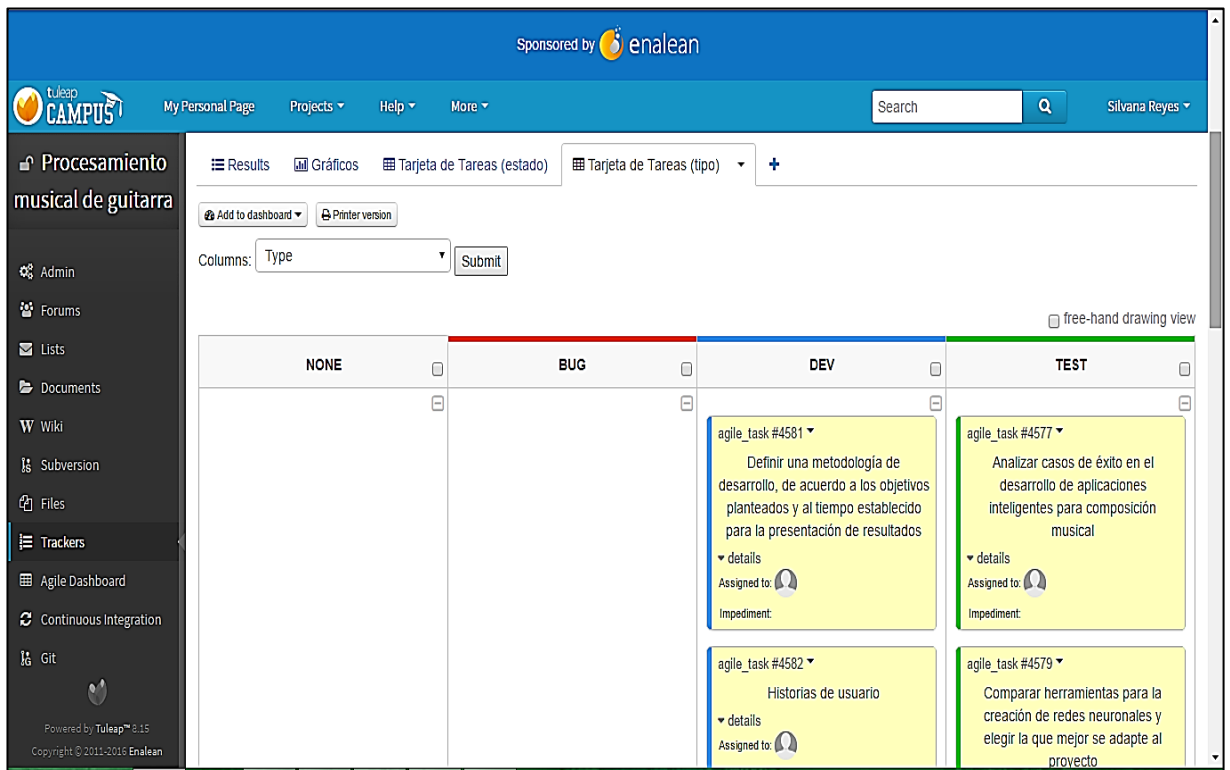 Sponsored by enalean
tuleap
CAMPUS
My Personal Page Projects Help More Search Silvana Reyes
Procesamiento
musical de guitarra
Admin
Forums
Lists
Documents
Wiki
Subversion
Files
Trackers
Agile Dashboard
Continuous Integration
Git
Powered by Tuleap™ 8.15
Copyright © 2011-2016 Enalean
Results Gráficos Tarjeta de Tareas (estado) Tarjeta de Tareas (tipo)
Add to dashboard Printer version
Columns: Type Submit
free-hand drawing view
NONE BUG DEV TEST
agile_task #4581
Definir una metodología de
desarrollo, de acuerdo a los objetivos
planteados y al tiempo establecido
para la presentación de resultados
details
Assigned to:
Impediment:
agile_task #4582
Historias de usuario
details
Assigned to:
agile_task #4577
Analizar casos de éxito en el
desarrollo de aplicaciones
inteligentes para composición
musical
details
Assigned to:
Impediment:
agile_task #4579
Comparar herramientas para la
creación de redes neuronales y
elegir la que mejor se adapte al
proyecto